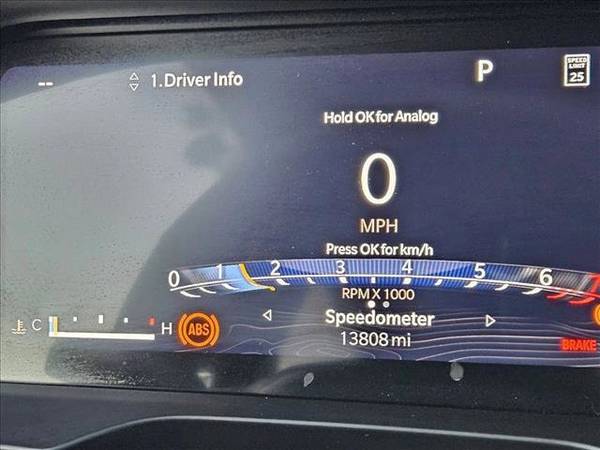 -- 1.Driver Info P SPEED
LIMIT
25
Hold OK for Analog
0
MPH
Press OK for km/h
0 1 2 3 4 5 6
RPM X 1000
C H ABS Speedometer
13808 mi BRAKE